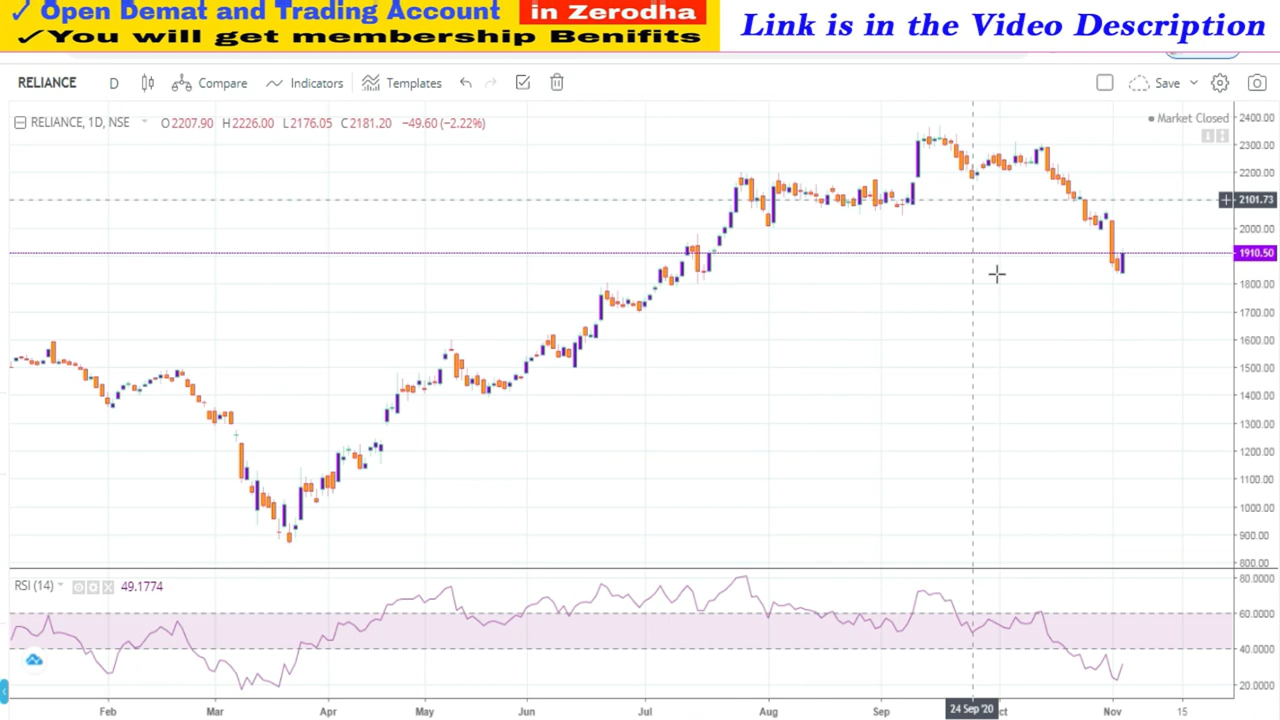 ✓ Open Demat and Trading Account in Zerodha
✓You will get membership Benifits
Link is in the Video Description
RELIANCE D Compare Indicators Templates Save
RELIANCE, 1D, NSE O2207.90 H2226.00 L2176.05 C2181.20 −49.60 (−2.22%)
Market Closed
2400.00
2300.00
2200.00
2101.73
2000.00
1910.50
1800.00
1700.00
1600.00
1500.00
1400.00
1300.00
1200.00
1100.00
1000.00
900.00
800.00
RSI (14) 49.1774
80.0000
60.0000
40.0000
20.0000
Feb Mar Apr May Jun Jul Aug Sep 24 Sep '20 ct Nov 15